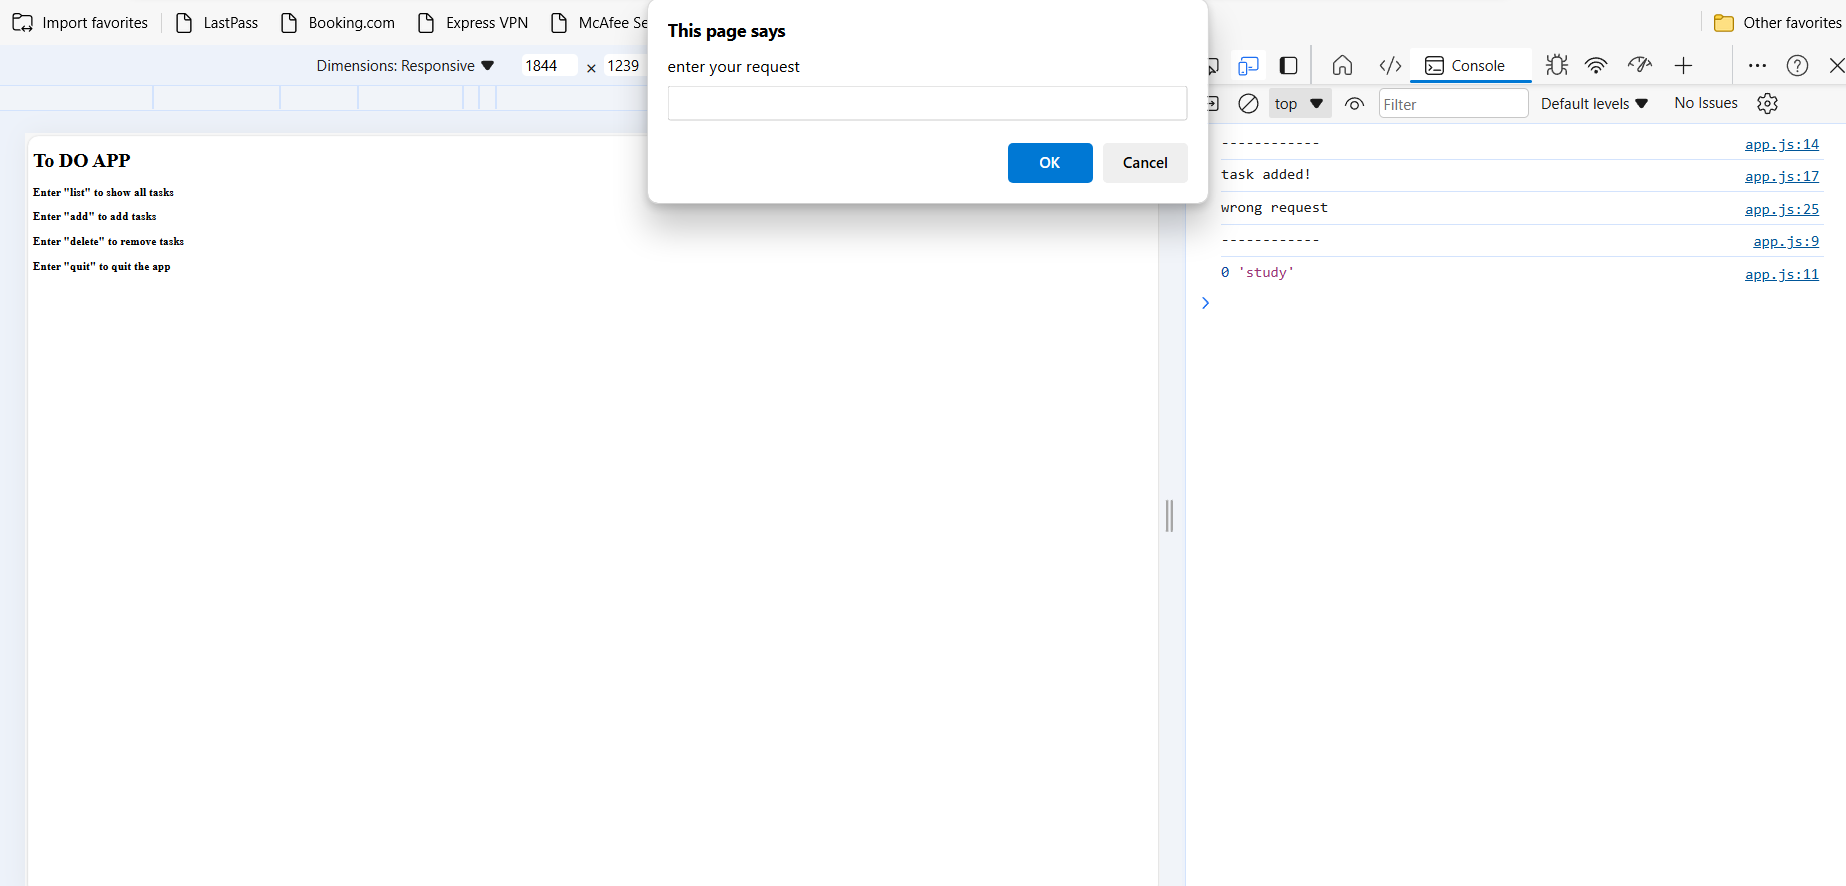 Import favorites
LastPass
Booking.com
Express VPN
McAfee Se
Other favorites
This page says
enter your request
OK
Cancel
Dimensions: Responsive
1844 × 1239
Console
top
Filter
Default levels
No Issues
To DO APP
Enter "list" to show all tasks
Enter "add" to add tasks
Enter "delete" to remove tasks
Enter "quit" to quit the app
------------ app.js:14
task added! app.js:17
wrong request app.js:25
------------ app.js:9
0 'study' app.js:11